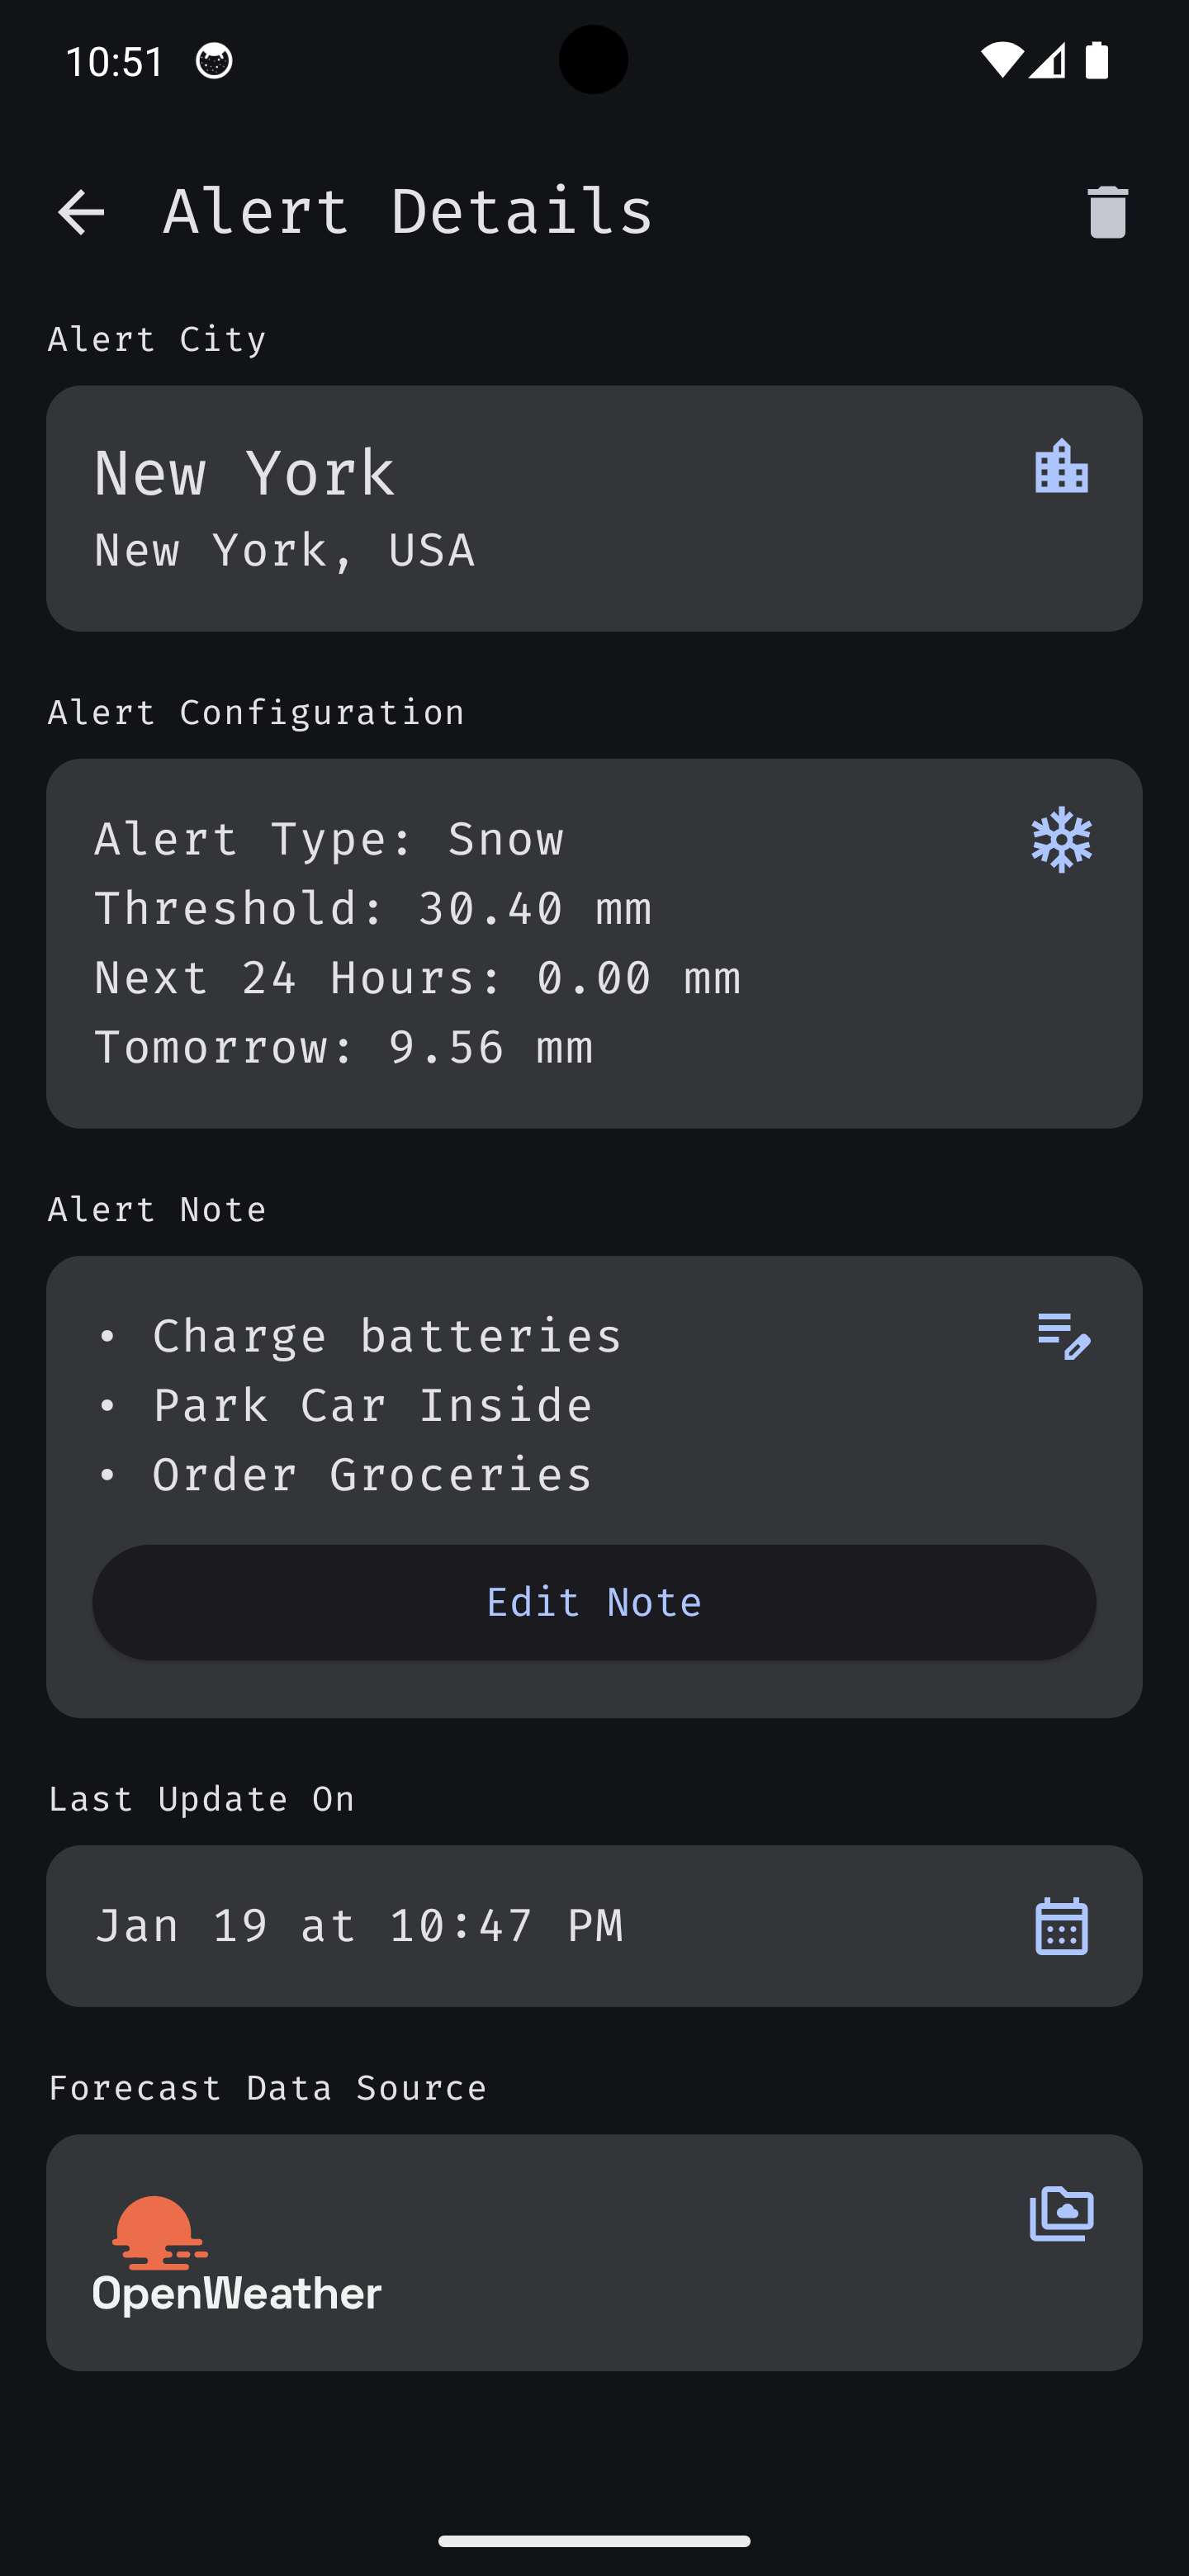 10:51
Alert Details
Alert City
New York
New York, USA
Alert Configuration
Alert Type: Snow
Threshold: 30.40 mm
Next 24 Hours: 0.00 mm
Tomorrow: 9.56 mm
Alert Note
• Charge batteries
• Park Car Inside
• Order Groceries
Edit Note
Last Update On
Jan 19 at 10:47 PM
Forecast Data Source
OpenWeather